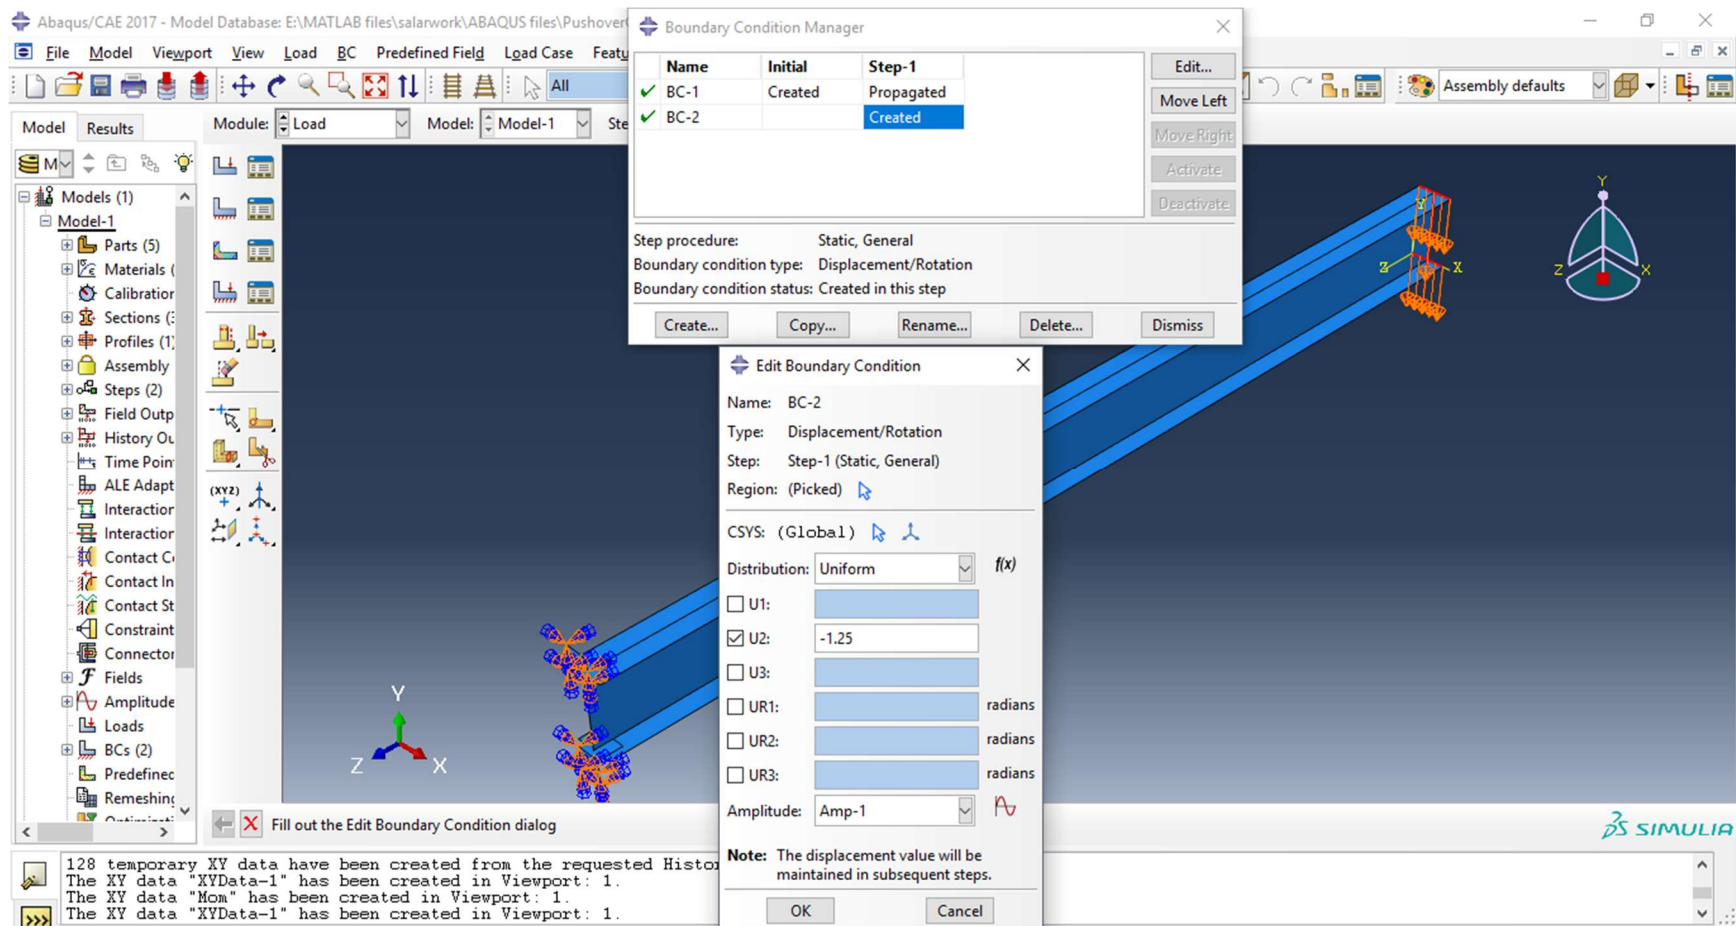 Abaqus/CAE 2017 - Model Database: E:\MATLAB files\salarwork\ABAQUS files\Pushover
File Model Viewport View Load BC Predefined Field Load Case Featu
All
Assembly defaults
Model Results
Module: Load Model: Model-1 Ste
Models (1)
Model-1
Parts (5)
Materials (
Calibration
Sections (3
Profiles (1)
Assembly
Steps (2)
Field Outp
History Ou
Time Poin
ALE Adapt
Interaction
Interaction
Contact C
Contact In
Contact St
Constraint
Connector
Fields
Amplitude
Loads
BCs (2)
Predefined
Remeshing
(XYZ)
Boundary Condition Manager
Name Initial Step-1
BC-1 Created Propagated
BC-2 Created
Edit...
Move Left
Move Right
Activate
Deactivate
Step procedure: Static, General
Boundary condition type: Displacement/Rotation
Boundary condition status: Created in this step
Create... Copy... Rename... Delete... Dismiss
Edit Boundary Condition
Name: BC-2
Type: Displacement/Rotation
Step: Step-1 (Static, General)
Region: (Picked)
CSYS: (Global)
Distribution: Uniform f(x)
U1:
U2: -1.25
U3:
UR1: radians
UR2: radians
UR3: radians
Amplitude: Amp-1
Note: The displacement value will be
maintained in subsequent steps.
OK Cancel
Y
Z X
Y
Z X
Y
Z X
Fill out the Edit Boundary Condition dialog
SIMULIA
128 temporary XY data have been created from the requested Histor
The XY data "XYData-1" has been created in Viewport: 1.
The XY data "Mom" has been created in Viewport: 1.
The XY data "XYData-1" has been created in Viewport: 1.
>>>